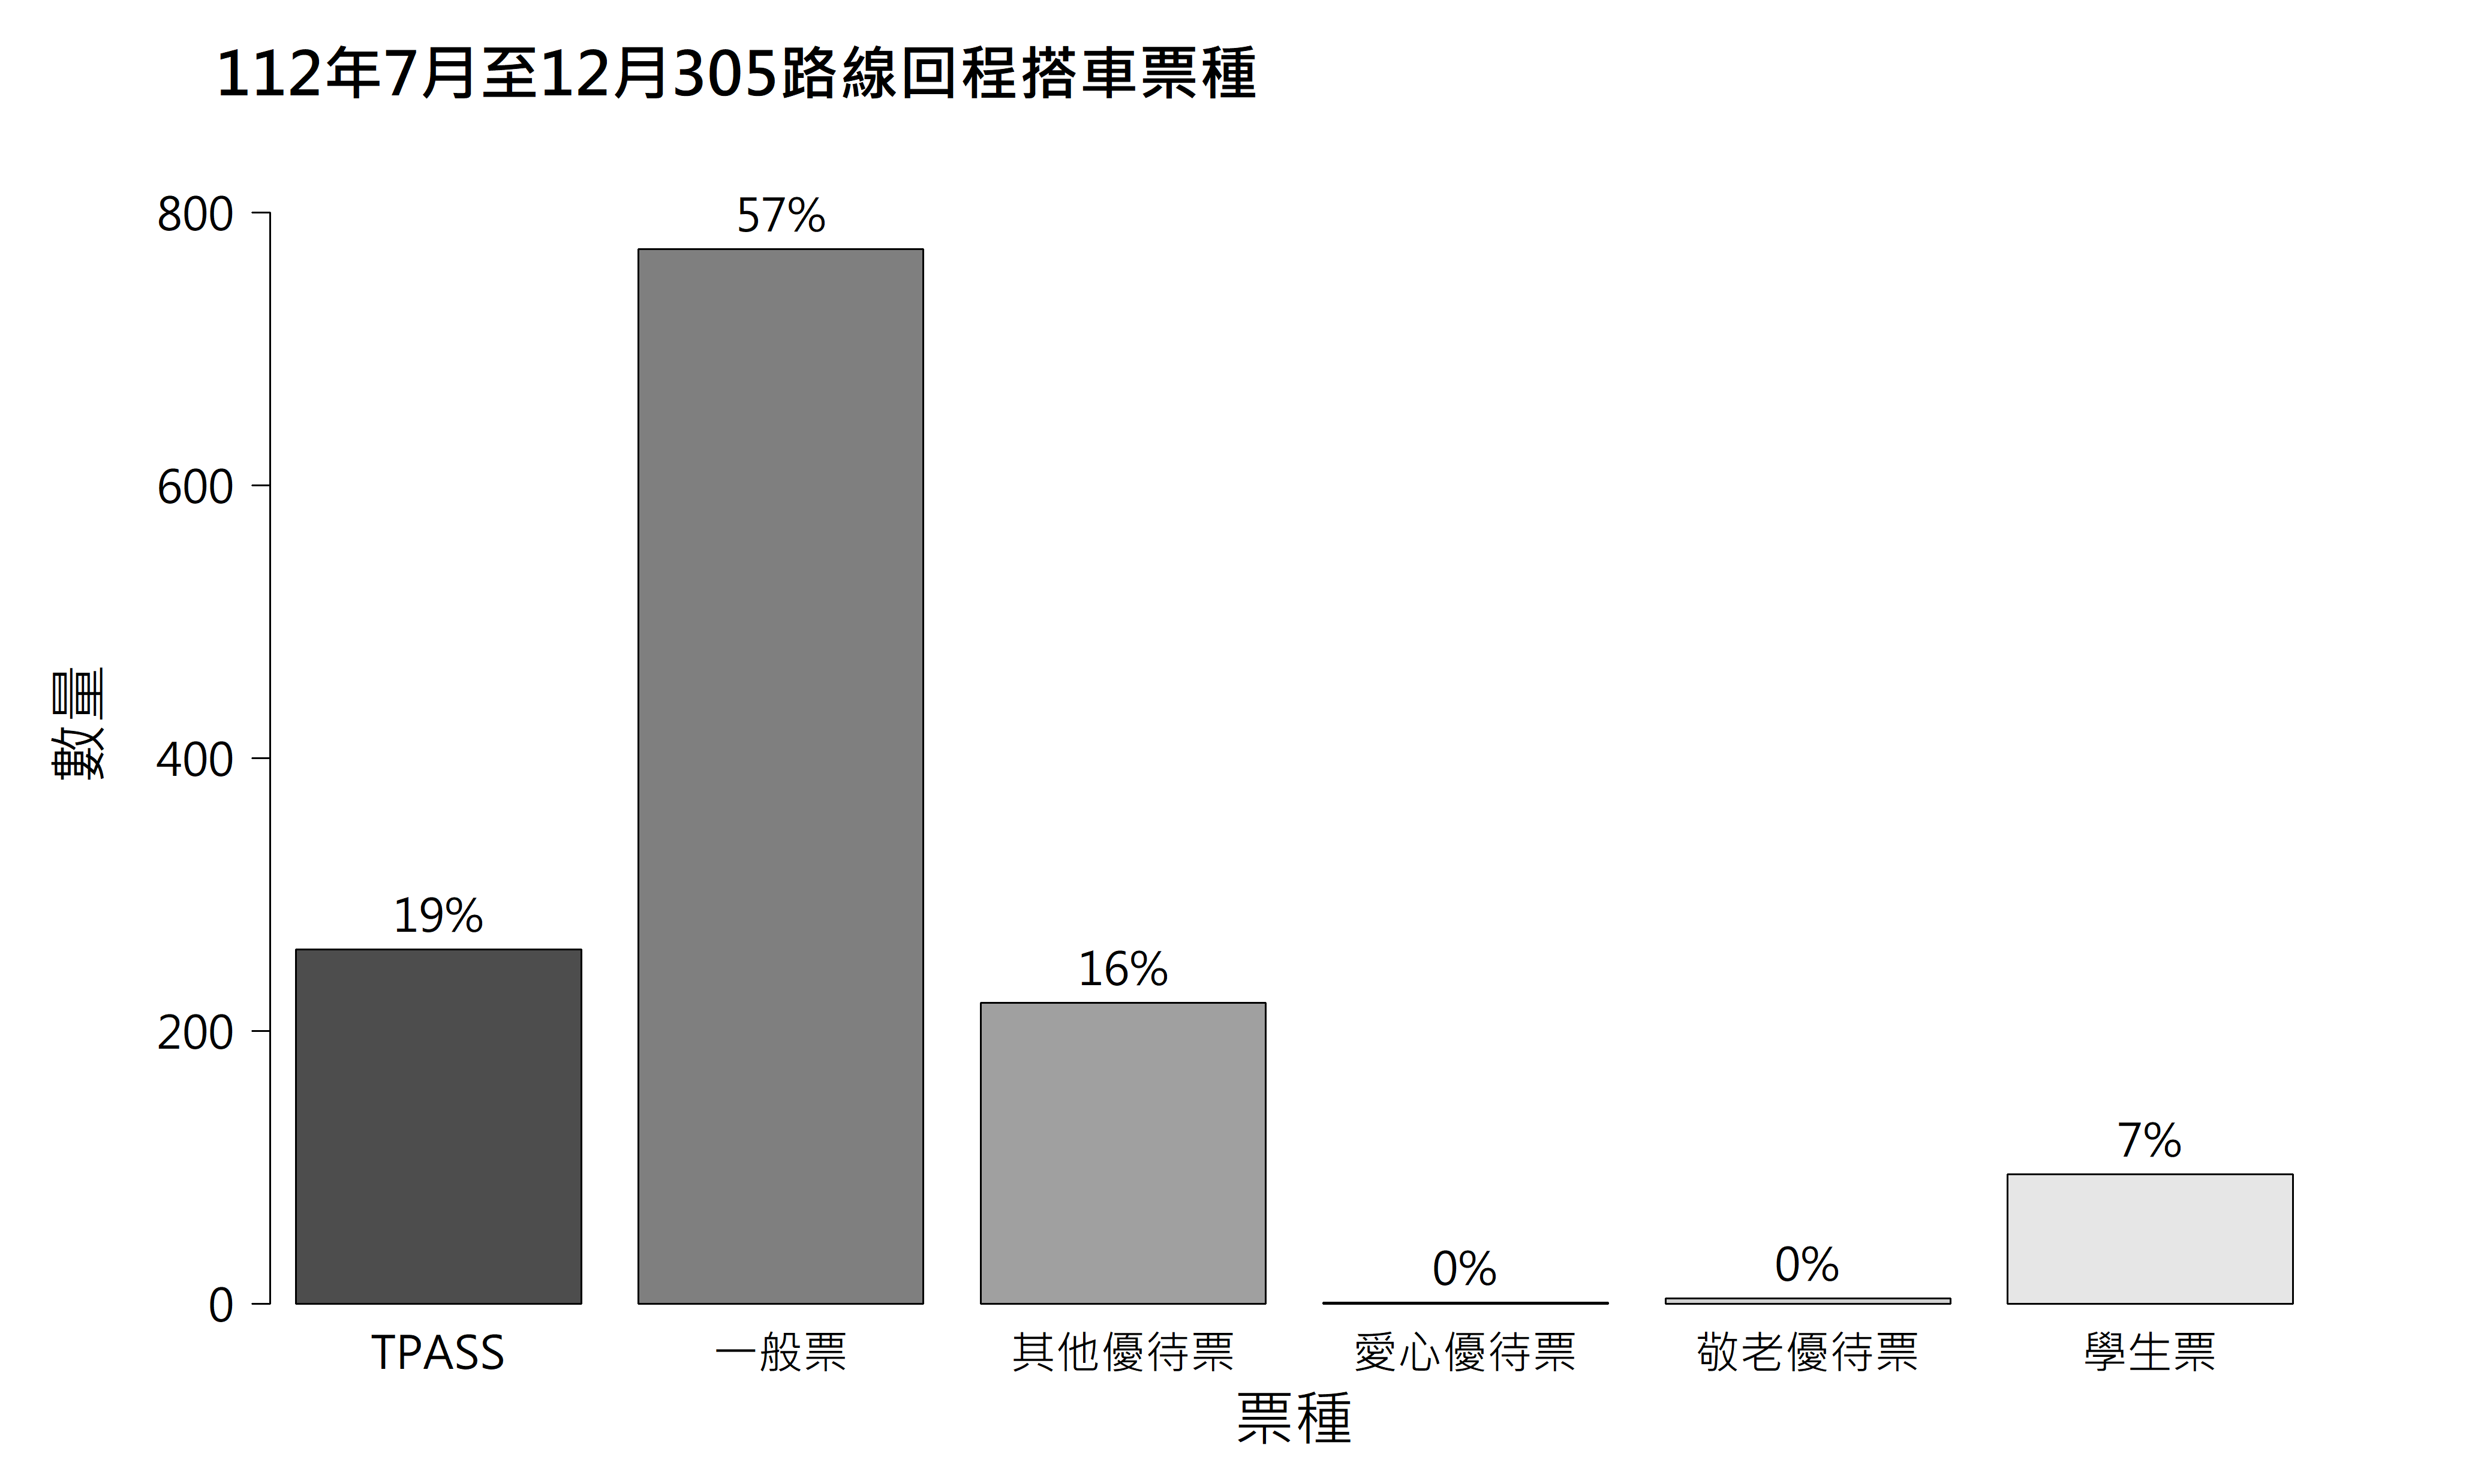 112年7月至12月305路線回程搭車票種
數量
800
600
400
200
0
19%
57%
16%
0%
0%
7%
TPASS
一般票
其他優待票
愛心優待票
敬老優待票
學生票
票種